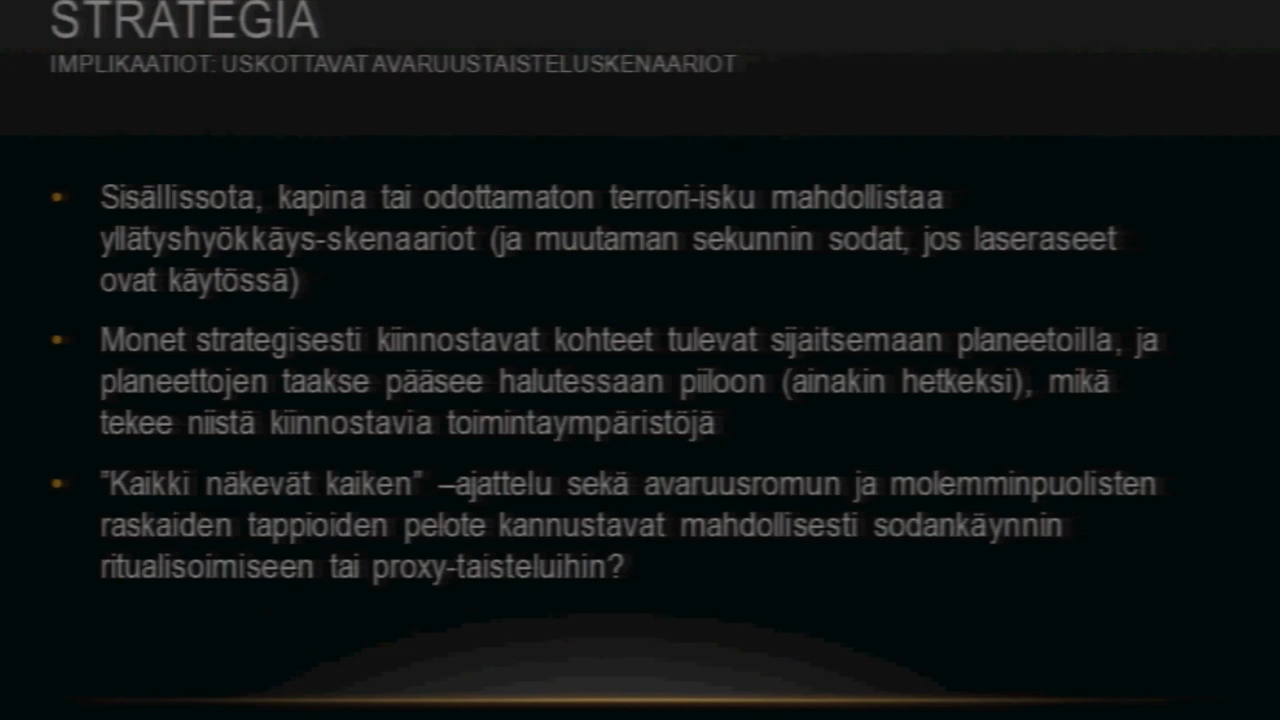 STRATEGIA
IMPLIKAATIOT: USKOTTAVAT AVARUUSTAISTELUSKENAARIOT
• Sisällissota, kapina tai odottamaton terrori-isku mahdollistaa
yllätyshyökkäys-skenaariot (ja muutaman sekunnin sodat, jos laseraseet
ovat käytössä)
• Monet strategisesti kiinnostavat kohteet tulevat sijaitsemaan planeetoilla, ja
planeettojen taakse pääsee halutessaan piiloon (ainakin hetkeksi), mikä
tekee niistä kiinnostavia toimintaympäristöjä
• ”Kaikki näkevät kaiken” –ajattelu sekä avaruusromun ja molemminpuolisten
raskaiden tappioiden pelote kannustavat mahdollisesti sodankäynnin
ritualisoimiseen tai proxy-taisteluihin?